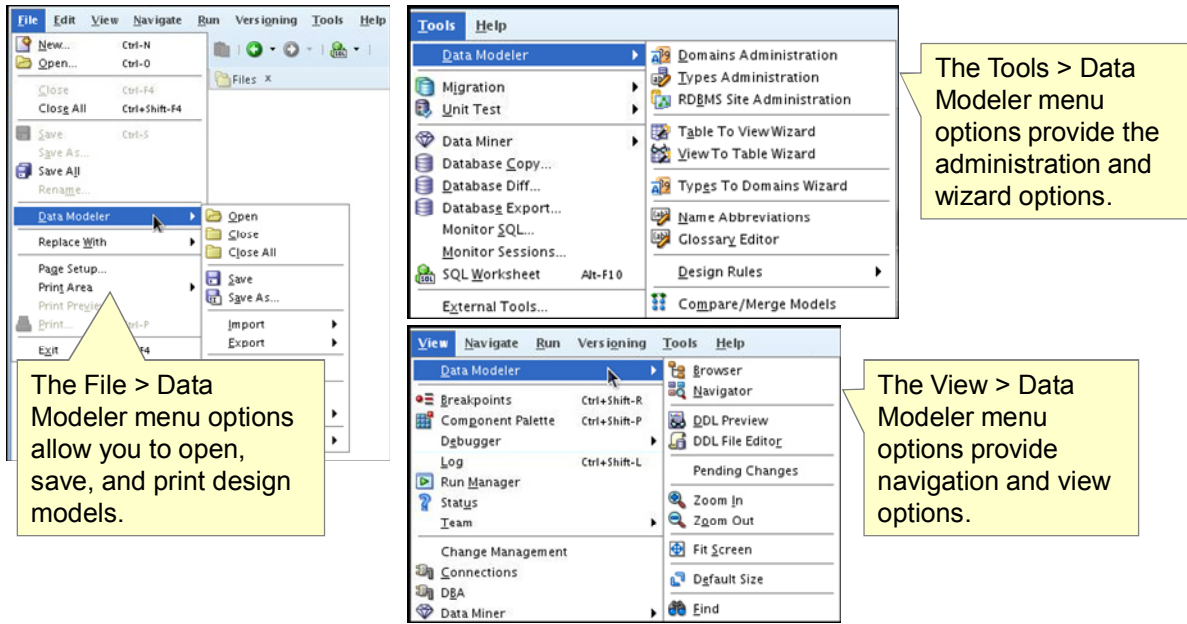 File Edit View Navigate Run Versioning Tools Help
New... Ctrl-N
Open... Ctrl-O
Close Ctrl-F4
Close All Ctrl+Shift-F4
Save Ctrl-S
Save As...
Save All
Rename...
Data Modeler
Replace With
Page Setup...
Print Area
Print
Print...
Exit F4
Files x
Open
Close
Close All
Save
Save As...
Import
Export
The File > Data
Modeler menu options
allow you to open,
save, and print design
models.
Tools Help
Data Modeler
Migration
Unit Test
Data Miner
Database Copy...
Database Diff...
Database Export...
Monitor SQL...
Monitor Sessions...
SQL Worksheet Alt-F10
External Tools...
Domains Administration
Types Administration
RDBMS Site Administration
Table To View Wizard
View To Table Wizard
Types To Domains Wizard
Name Abbreviations
Glossary Editor
Design Rules
Compare/Merge Models
The Tools > Data
Modeler menu
options provide the
administration and
wizard options.
View Navigate Run Versioning Tools Help
Data Modeler
Breakpoints Ctrl+Shift-R
Component Palette Ctrl+Shift-P
Debugger
Log Ctrl+Shift-L
Run Manager
Status
Team
Change Management
Connections
DBA
Data Miner
Browser
Navigator
DDL Preview
DDL File Editor
Pending Changes
Zoom In
Zoom Out
Fit Screen
Default Size
Find
The View > Data
Modeler menu
options provide
navigation and view
options.